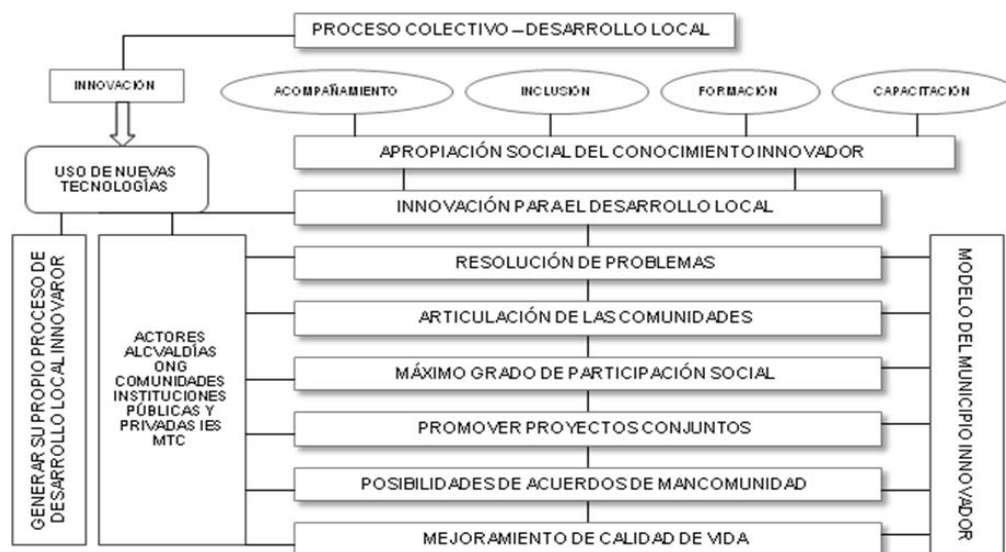 PROCESO COLECTIVO – DESARROLLO LOCAL
INNOVACIÓN
ACOMPAÑAMIENTO
INCLUSIÓN
FORMACIÓN
CAPACITACIÓN
USO DE NUEVAS
TECNOLOGÍAS
APROPIACIÓN SOCIAL DEL CONOCIMIENTO INNOVADOR
INNOVACIÓN PARA EL DESARROLLO LOCAL
GENERAR SU PROPIO PROCESO DE
DESARROLLO LOCAL INNOVAROR
ACTORES
ALCVALDÍAS
ONG
COMUNIDADES
INSTITUCIONES
PÚBLICAS Y
PRIVADAS IES
MTC
RESOLUCIÓN DE PROBLEMAS
ARTICULACIÓN DE LAS COMUNIDADES
MÁXIMO GRADO DE PARTICIPACIÓN SOCIAL
PROMOVER PROYECTOS CONJUNTOS
POSIBILIDADES DE ACUERDOS DE MANCOMUNIDAD
MEJORAMIENTO DE CALIDAD DE VIDA
MODELO DEL MUNICIPIO INNOVADOR